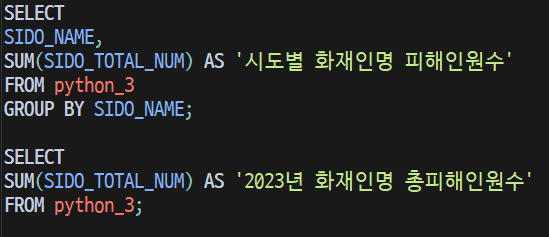 SELECT
SIDO_NAME,
SUM(SIDO_TOTAL_NUM) AS '시도별 화재인명 피해인원수'
FROM python_3
GROUP BY SIDO_NAME;
SELECT
SUM(SIDO_TOTAL_NUM) AS '2023년 화재인명 총피해인원수'
FROM python_3;